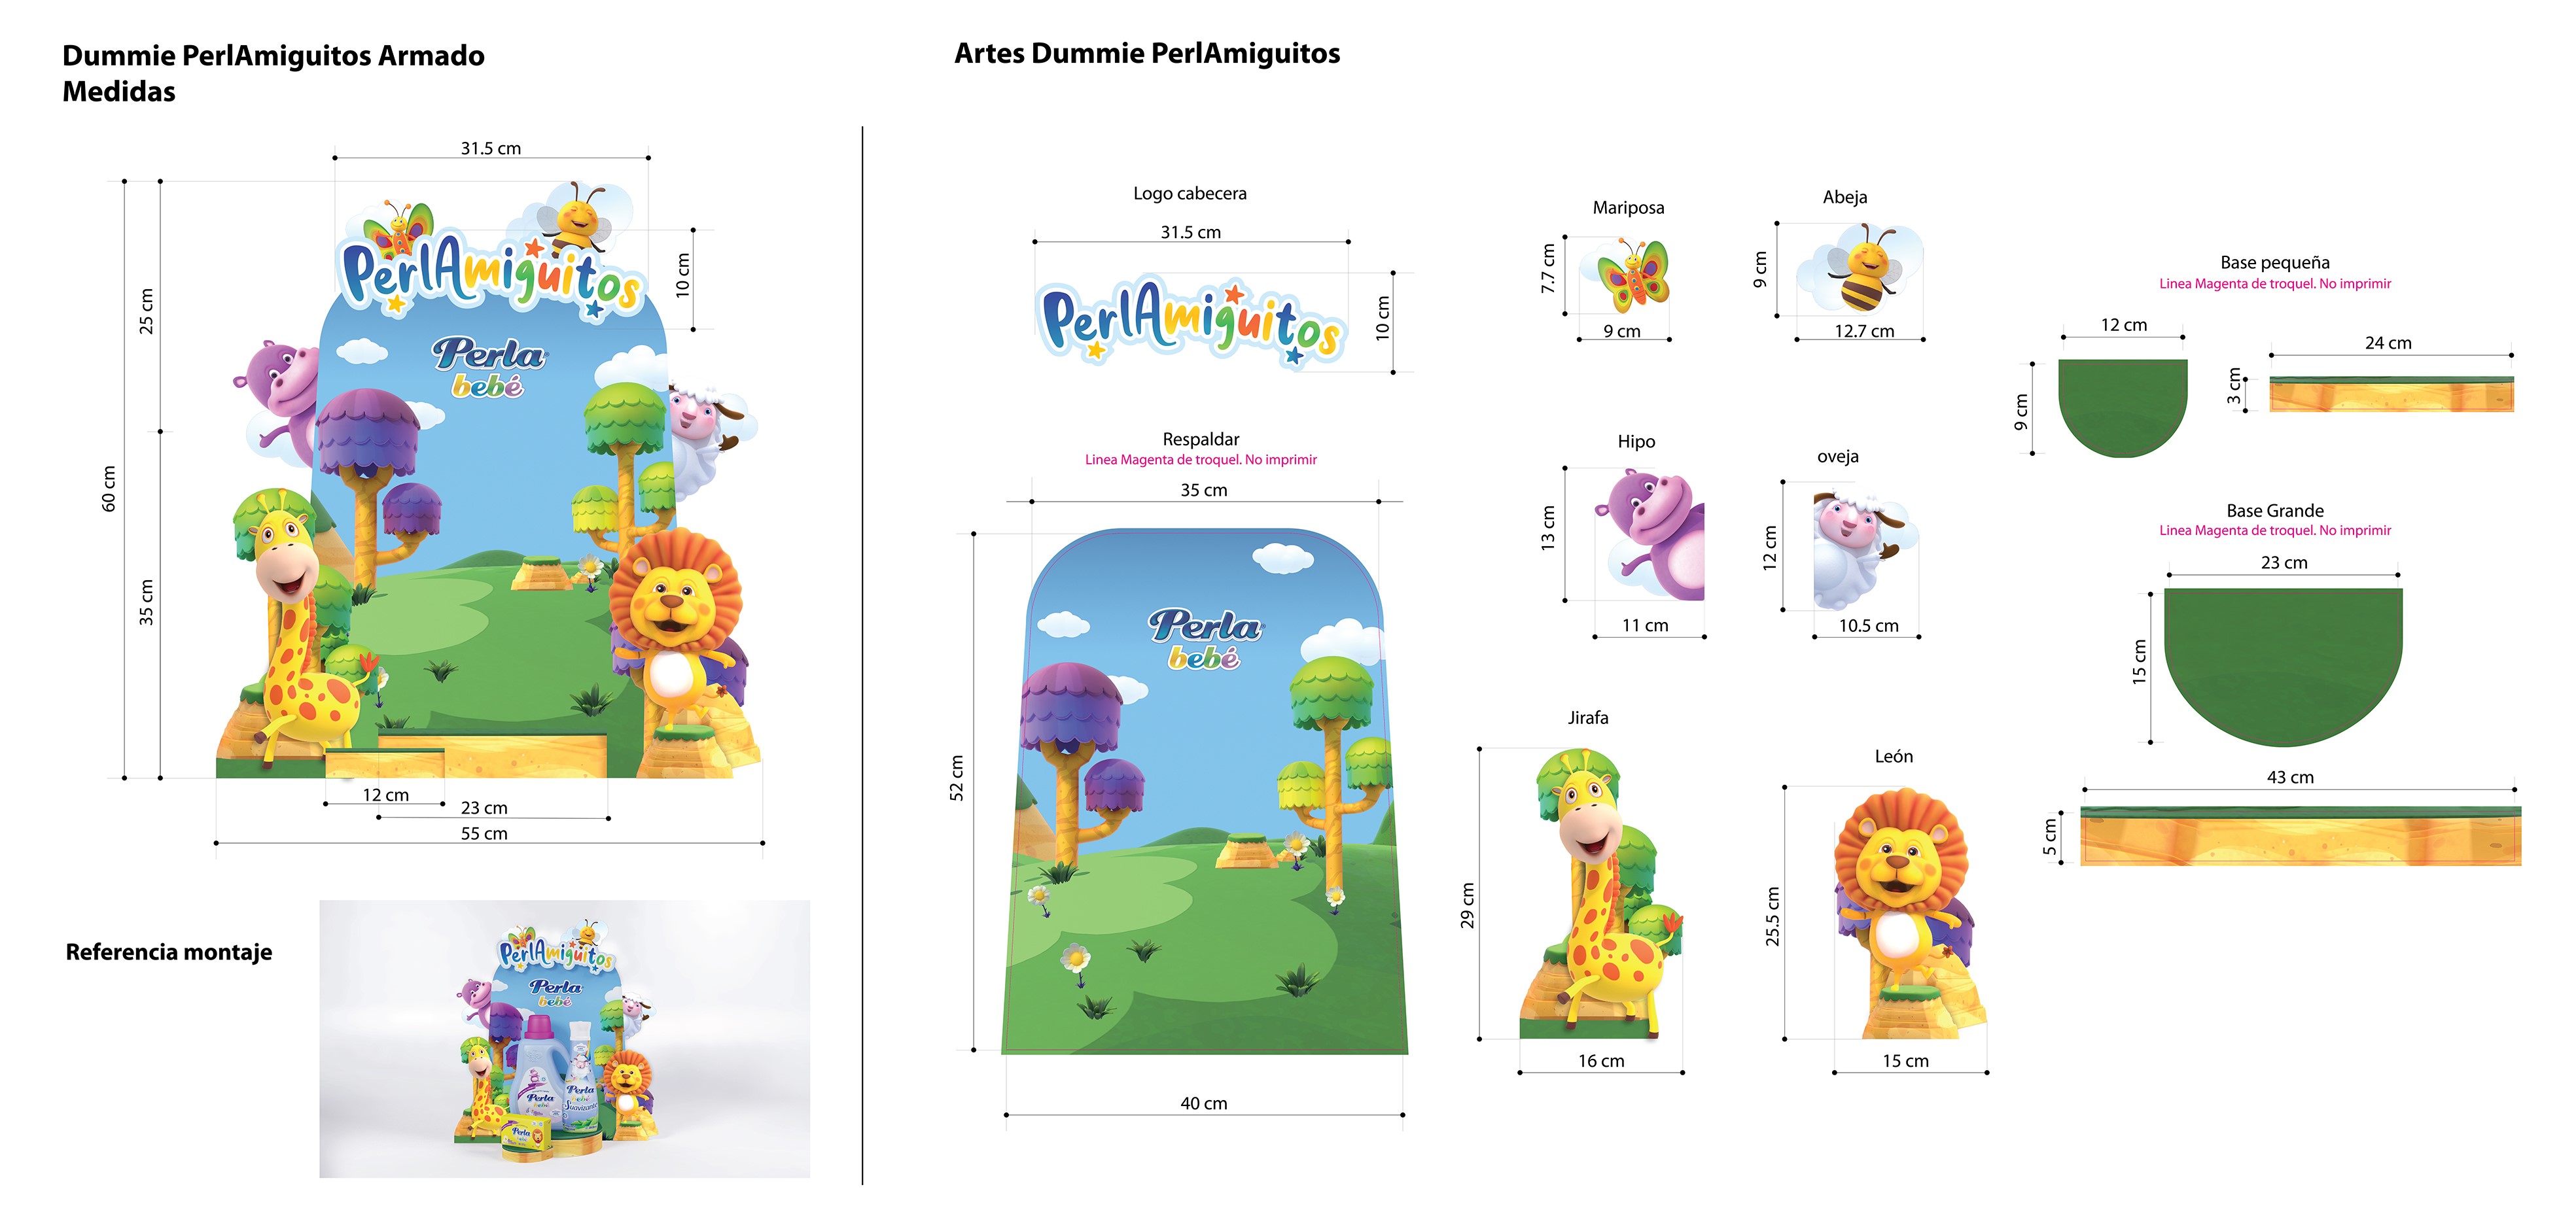 Dummie PerlAmiguitos Armado
Medidas
31.5 cm
25 cm
10 cm
60 cm
35 cm
PerlAmiguitos
Perla
bebé
12 cm
23 cm
55 cm
Referencia montaje
PerlAmiguitos
Perla
bebé
Perla
bebé
Perla
bebé
Suavizante
Perla
Artes Dummie PerlAmiguitos
Logo cabecera
31.5 cm
PerlAmiguitos
10 cm
Respaldar
Linea Magenta de troquel. No imprimir
35 cm
52 cm
Perla
bebé
40 cm
Mariposa
7.7 cm
9 cm
Abeja
9 cm
12.7 cm
Hipo
13 cm
11 cm
oveja
12 cm
10.5 cm
Jirafa
29 cm
16 cm
León
25.5 cm
15 cm
Base pequeña
Linea Magenta de troquel. No imprimir
12 cm
9 cm
24 cm
3 cm
Base Grande
Linea Magenta de troquel. No imprimir
23 cm
15 cm
43 cm
5 cm